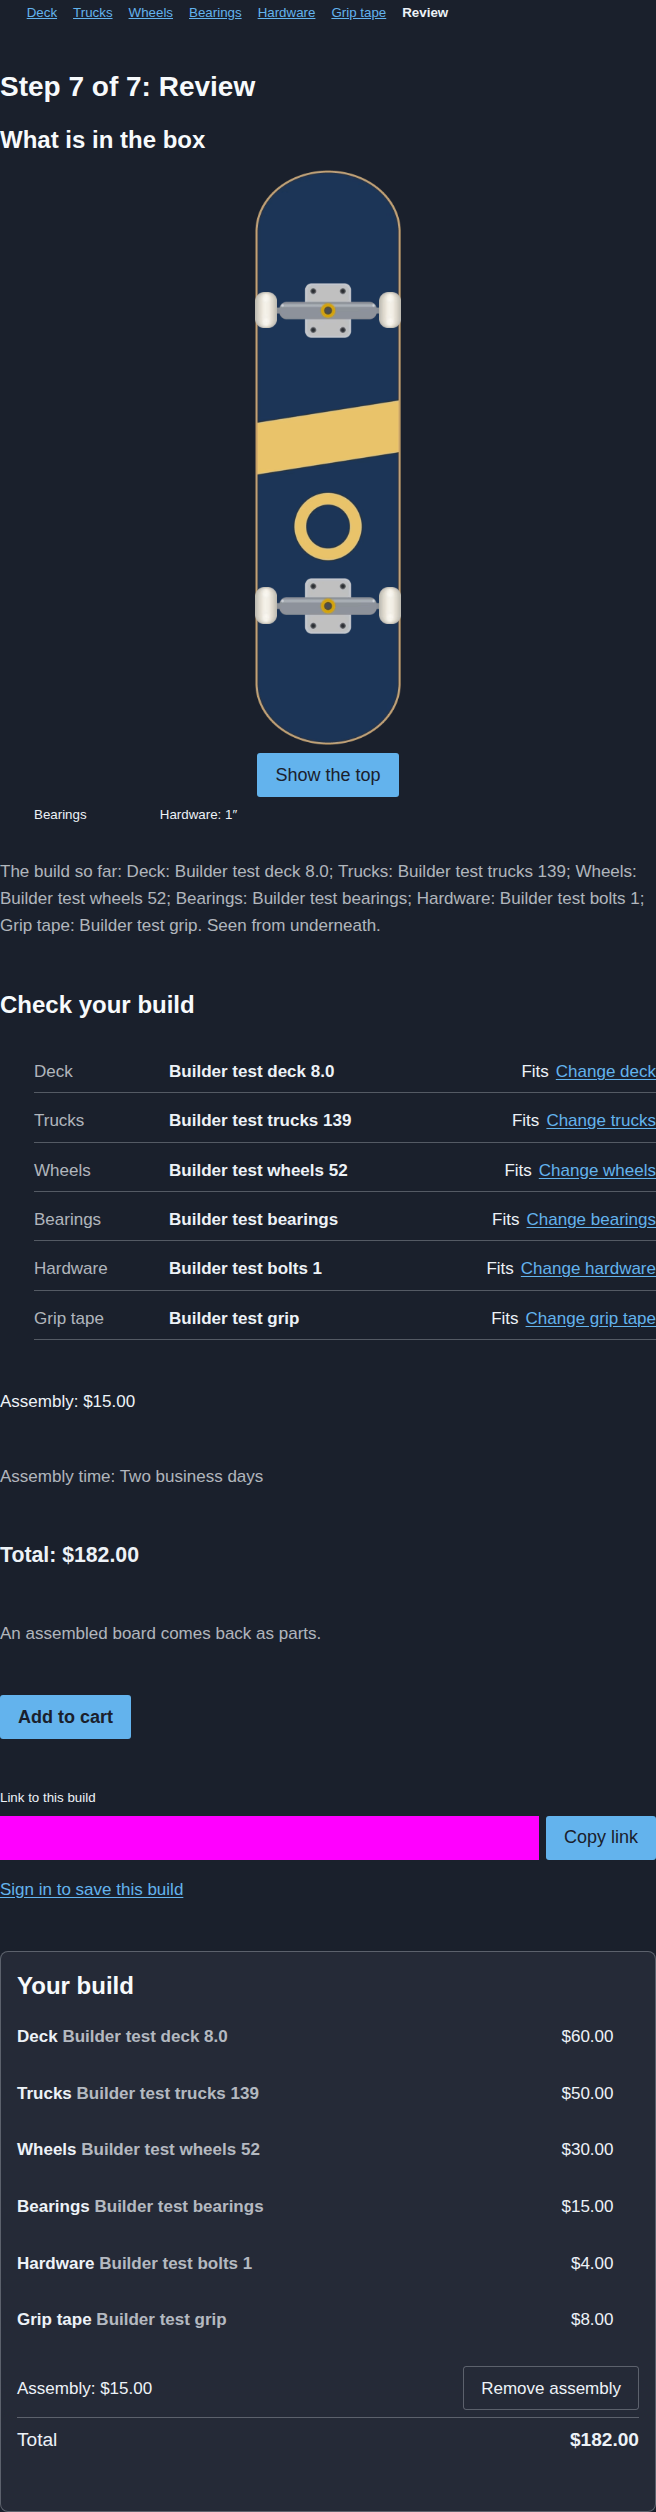 Deck Trucks Wheels Bearings Hardware Grip tape Review
Step 7 of 7: Review
What is in the box
Show the top
Bearings Hardware: 1″
The build so far: Deck: Builder test deck 8.0; Trucks: Builder test trucks 139; Wheels:
Builder test wheels 52; Bearings: Builder test bearings; Hardware: Builder test bolts 1;
Grip tape: Builder test grip. Seen from underneath.
Check your build
Deck Builder test deck 8.0 Fits Change deck
Trucks Builder test trucks 139 Fits Change trucks
Wheels Builder test wheels 52 Fits Change wheels
Bearings Builder test bearings Fits Change bearings
Hardware Builder test bolts 1 Fits Change hardware
Grip tape Builder test grip Fits Change grip tape
Assembly: $15.00
Assembly time: Two business days
Total: $182.00
An assembled board comes back as parts.
Add to cart
Link to this build
Copy link
Sign in to save this build
Your build
Deck Builder test deck 8.0 $60.00
Trucks Builder test trucks 139 $50.00
Wheels Builder test wheels 52 $30.00
Bearings Builder test bearings $15.00
Hardware Builder test bolts 1 $4.00
Grip tape Builder test grip $8.00
Assembly: $15.00 Remove assembly
Total $182.00